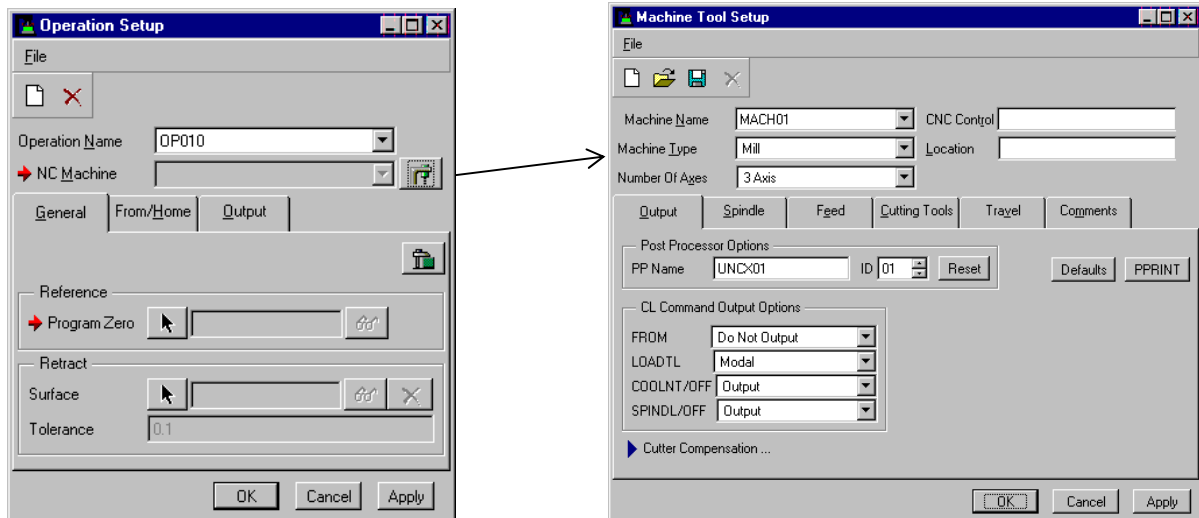 Operation Setup
File
Operation Name OP010
NC Machine
General From/Home Output
Reference
Program Zero
Retract
Surface
Tolerance 0.1
OK Cancel Apply
Machine Tool Setup
File
Machine Name MACH01 CNC Control
Machine Type Mill Location
Number Of Axes 3 Axis
Output Spindle Feed Cutting Tools Travel Comments
Post Processor Options
PP Name UNCX01 ID 01 Reset Defaults PPRINT
CL Command Output Options
FROM Do Not Output
LOADTL Modal
COOLNT/OFF Output
SPINDL/OFF Output
Cutter Compensation ...
OK Cancel Apply